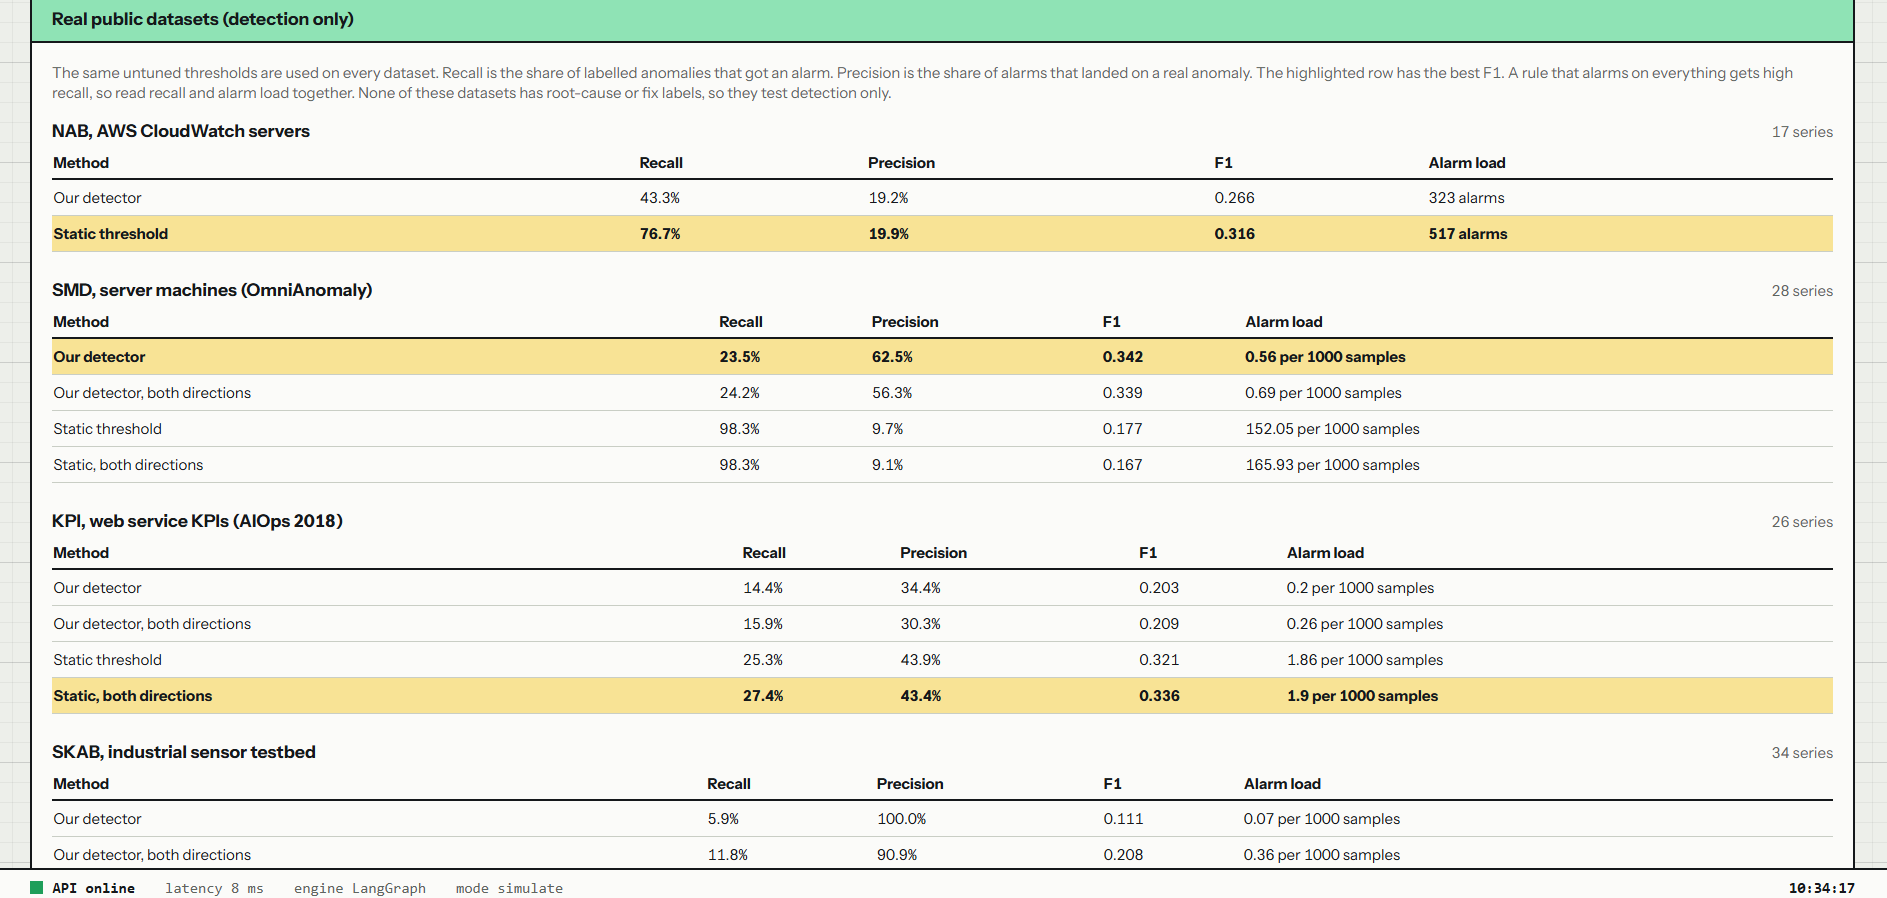 Real public datasets (detection only)
The same untuned thresholds are used on every dataset. Recall is the share of labelled anomalies that got an alarm. Precision is the share of alarms that landed on a real anomaly. The highlighted row has the best F1. A rule that alarms on everything gets high
recall, so read recall and alarm load together. None of these datasets has root-cause or fix labels, so they test detection only.
NAB, AWS CloudWatch servers 17 series
Method Recall Precision F1 Alarm load
Our detector 43.3% 19.2% 0.266 323 alarms
Static threshold 76.7% 19.9% 0.316 517 alarms
SMD, server machines (OmniAnomaly) 28 series
Method Recall Precision F1 Alarm load
Our detector 23.5% 62.5% 0.342 0.56 per 1000 samples
Our detector, both directions 24.2% 56.3% 0.339 0.69 per 1000 samples
Static threshold 98.3% 9.7% 0.177 152.05 per 1000 samples
Static, both directions 98.3% 9.1% 0.167 165.93 per 1000 samples
KPI, web service KPIs (AIOps 2018) 26 series
Method Recall Precision F1 Alarm load
Our detector 14.4% 34.4% 0.203 0.2 per 1000 samples
Our detector, both directions 15.9% 30.3% 0.209 0.26 per 1000 samples
Static threshold 25.3% 43.9% 0.321 1.86 per 1000 samples
Static, both directions 27.4% 43.4% 0.336 1.9 per 1000 samples
SKAB, industrial sensor testbed 34 series
Method Recall Precision F1 Alarm load
Our detector 5.9% 100.0% 0.111 0.07 per 1000 samples
Our detector, both directions 11.8% 90.9% 0.208 0.36 per 1000 samples
API online latency 8 ms engine LangGraph mode simulate 10:34:17